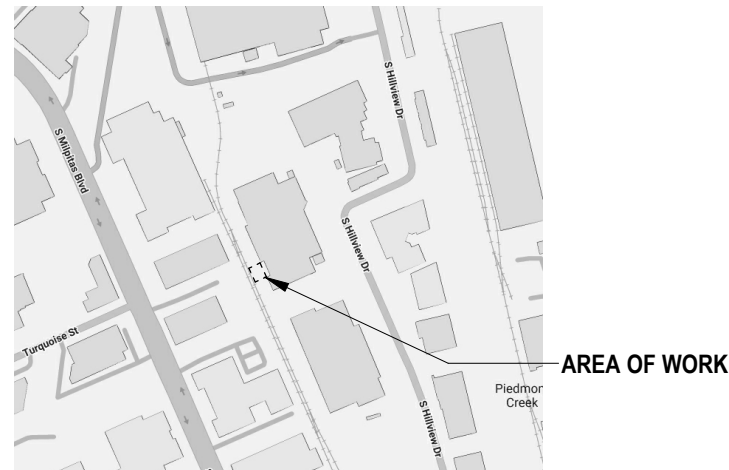 S Hillview Dr
S Milpitas Blvd
S Hillview Dr
Turquoise St
AREA OF WORK
Piedmon
Creek
S Hillview Dr